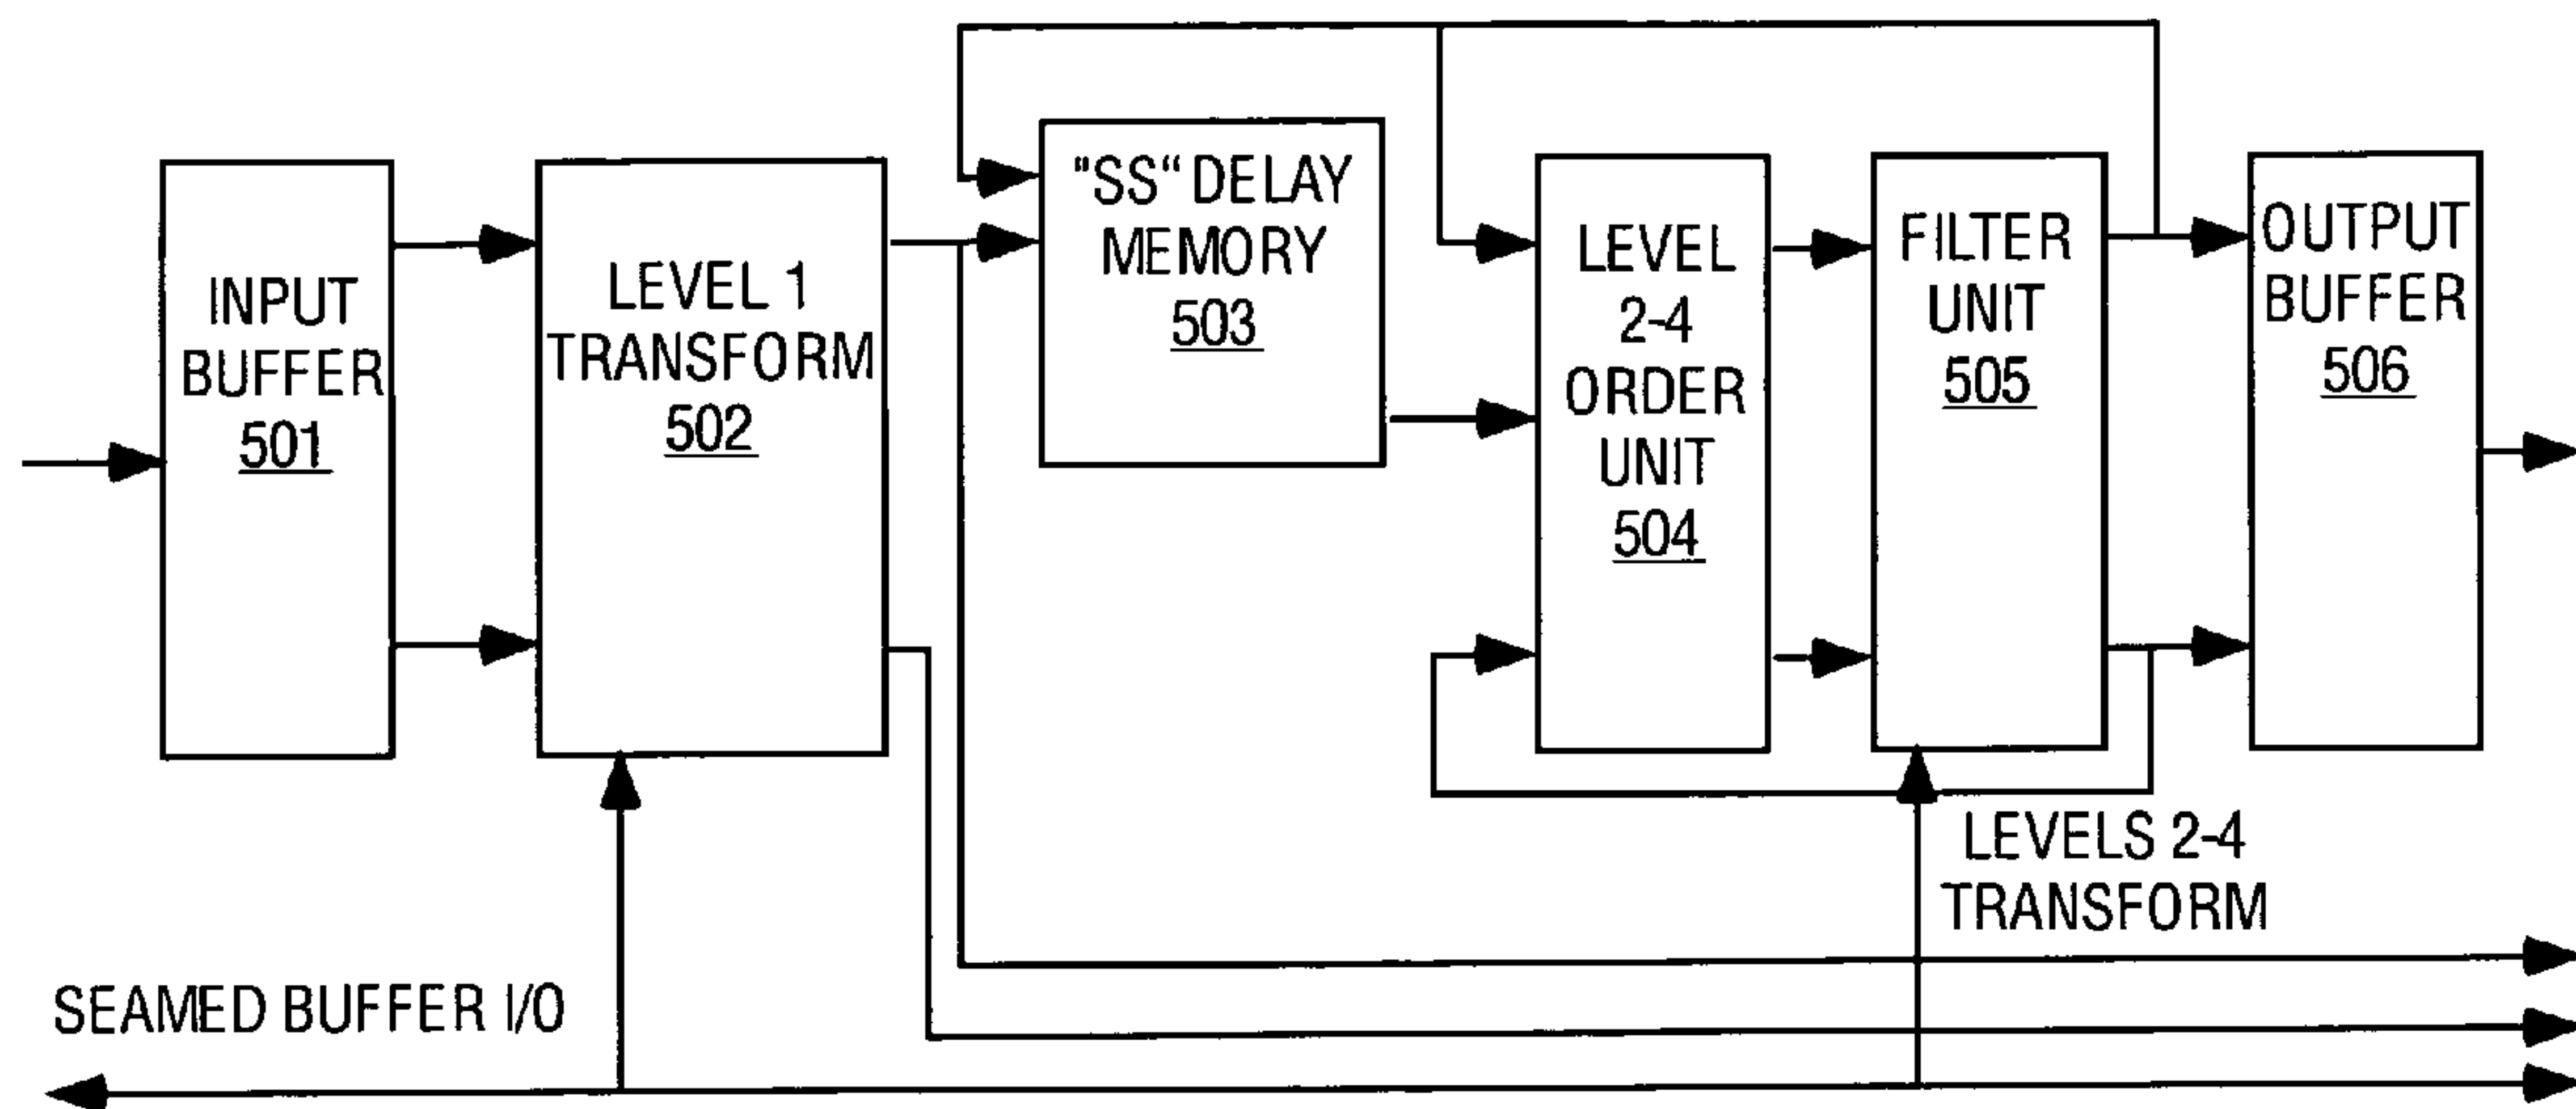 INPUT
BUFFER
501
LEVEL 1
TRANSFORM
502
"SS" DELAY
MEMORY
503
LEVEL
2-4
ORDER
UNIT
504
FILTER
UNIT
505
OUTPUT
BUFFER
506
LEVELS 2-4
TRANSFORM
SEAMED BUFFER I/O